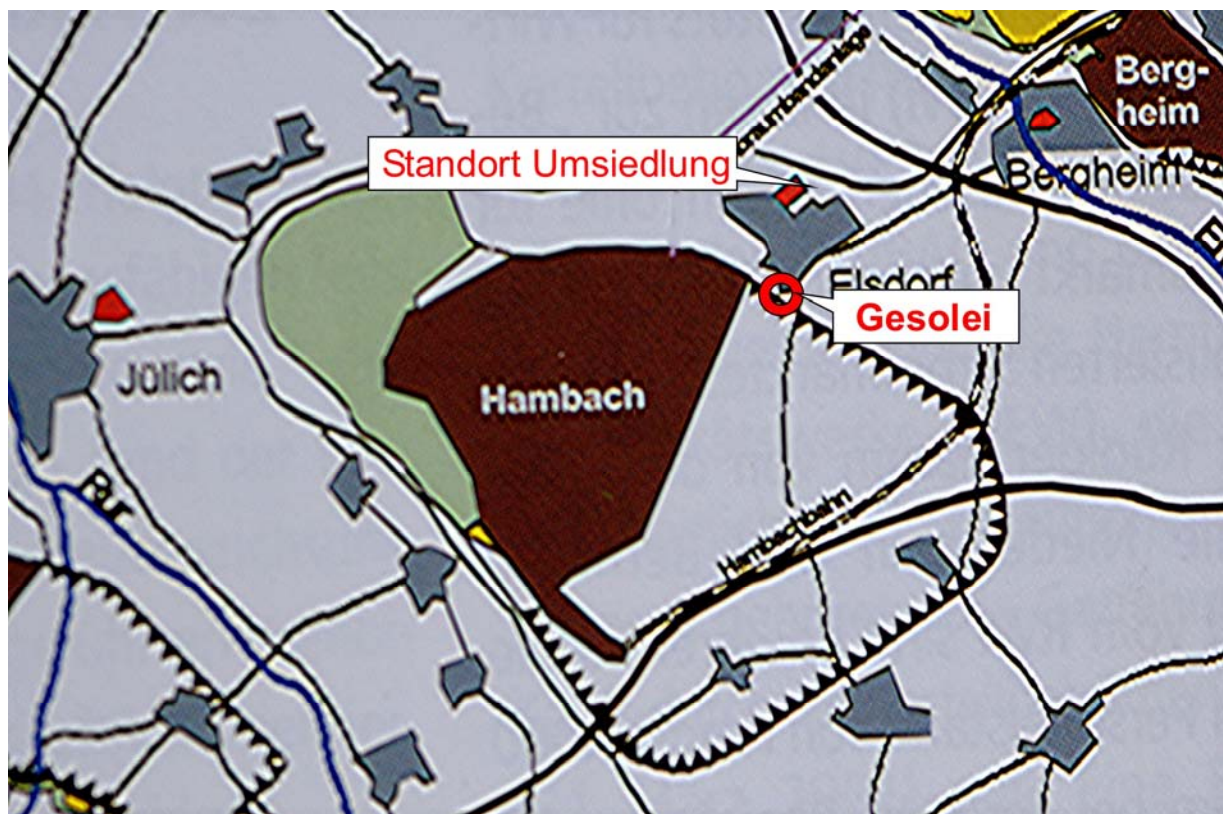 Berg-
heim
Standort Umsiedlung
Bergheim
Elsdorf
Gesolei
Jülich
Hambach
Rur
Hambachbahn